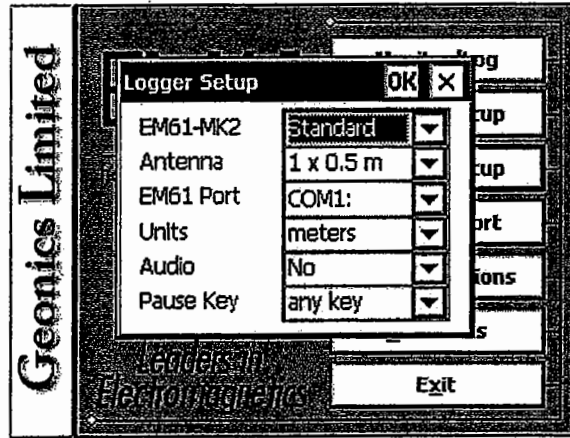 Geonics Limited
Logger Setup OK ×
EM61-MK2 Standard
Antenna 1 x 0.5 m
EM61 Port COM1:
Units meters
Audio No
Pause Key any key
Leaders in
Electromagnetics
Exit